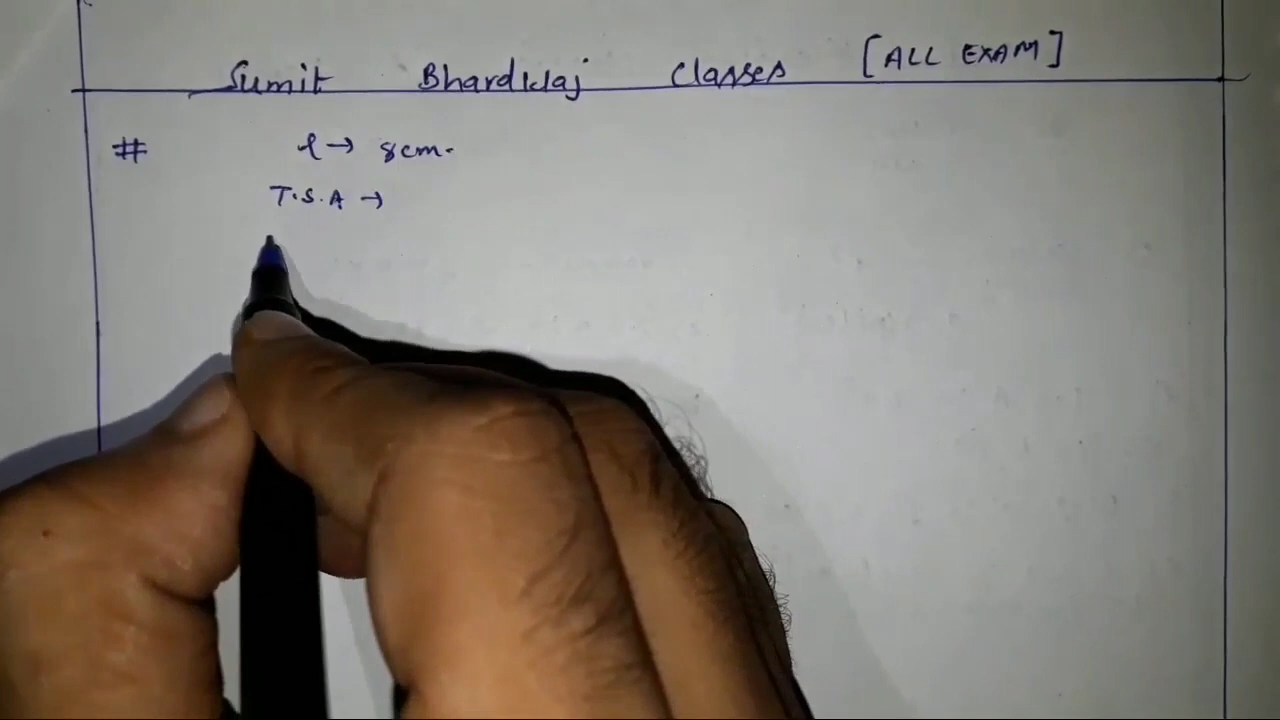 Sumit Bhardwaj Classes [ALL EXAM]
# l → 8cm.
T.S.A →